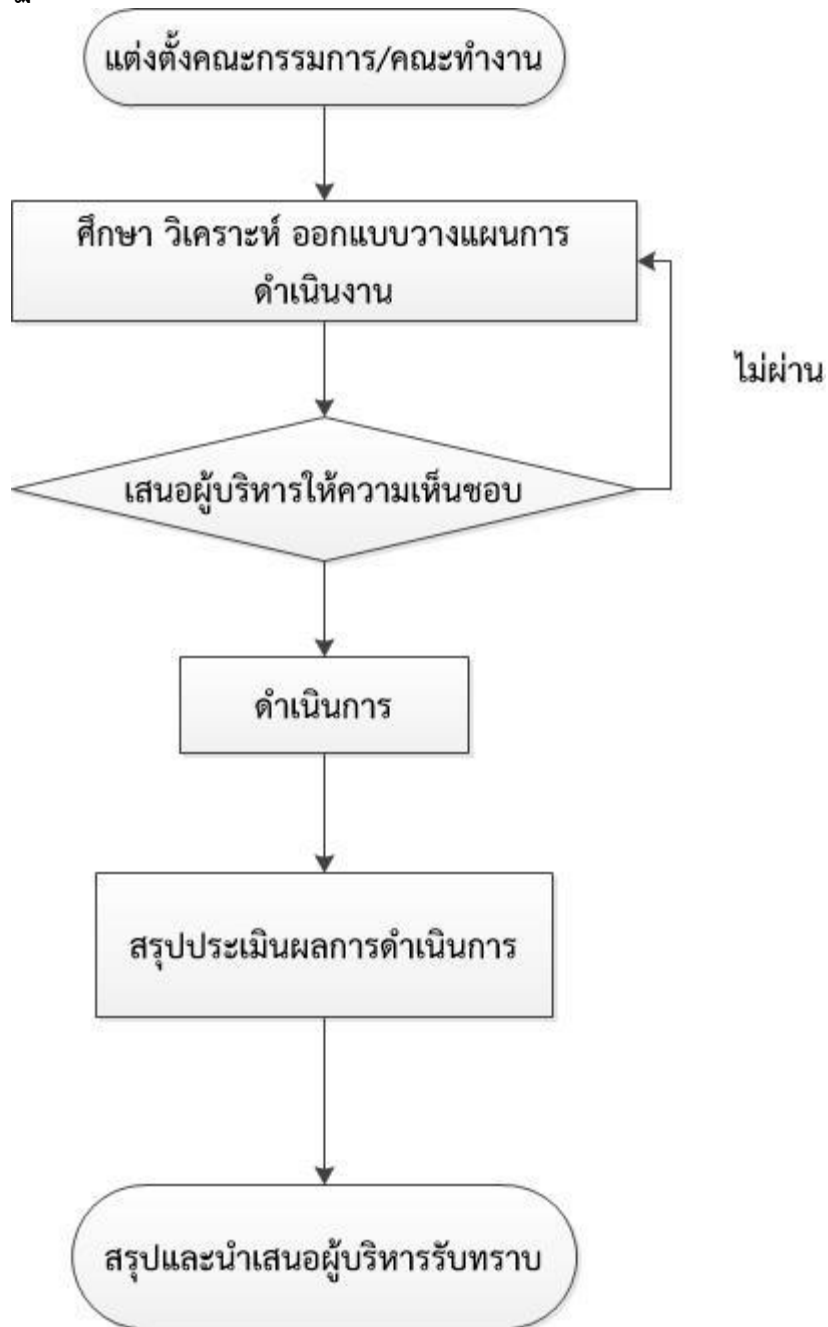 แต่งตั้งคณะกรรมการ/คณะทำงาน
ศึกษา วิเคราะห์ ออกแบบวางแผนการ
ดำเนินงาน
ไม่ผ่าน
เสนอผู้บริหารให้ความเห็นชอบ
ดำเนินการ
สรุปประเมินผลการดำเนินการ
สรุปและนำเสนอผู้บริหารรับทราบ